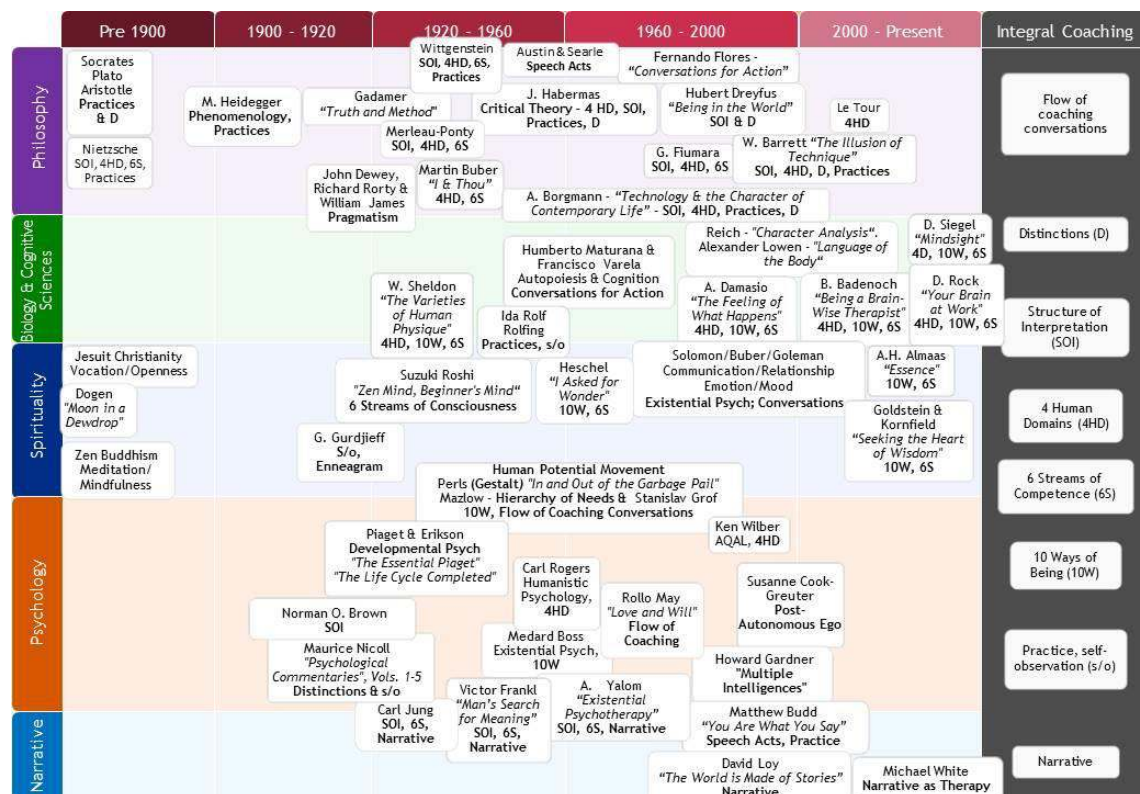 Pre 1900
1900 - 1920
1920 - 1960
1960 - 2000
2000 - Present
Integral Coaching
Philosophy
Socrates
Plato
Aristotle
Practices
& D
Nietzsche
SOI, 4HD, 6S,
Practices
M. Heidegger
Phenomenology,
Practices
Gadamer
“Truth and Method”
Wittgenstein
SOI, 4HD, 6S,
Practices
Merleau-Ponty
SOI, 4HD, 6S
John Dewey,
Richard Rorty &
William James
Pragmatism
Martin Buber
“I & Thou”
4HD, 6S
Austin & Searle
Speech Acts
J. Habermas
Critical Theory - 4 HD, SOI,
Practices, D
Fernando Flores -
“Conversations for Action”
Hubert Dreyfus
“Being in the World”
SOI & D
Le Tour
4HD
G. Fiumara
SOI, 4HD, 6S
W. Barrett “The Illusion of
Technique”
SOI, 4HD, D, Practices
A. Borgmann - “Technology & the Character of
Contemporary Life” - SOI, 4HD, Practices, D
Biology & Cognitive
Sciences
W. Sheldon
“The Varieties
of Human
Physique”
4HD, 10W, 6S
Humberto Maturana &
Francisco Varela
Autopoiesis & Cognition
Conversations for Action
Ida Rolf
Rolfing
Practices, s/o
Reich - "Character Analysis“.
Alexander Lowen - "Language of
the Body“
A. Damasio
“The Feeling of
What Happens”
4HD, 10W, 6S
B. Badenoch
“Being a Brain-
Wise Therapist”
4HD, 10W, 6S
D. Siegel
“Mindsight"
4D, 10W, 6S
D. Rock
“Your Brain
at Work”
4HD, 10W, 6S
Spirituality
Jesuit Christianity
Vocation/Openness
Dogen
"Moon in a
Dewdrop"
Zen Buddhism
Meditation/
Mindfulness
Suzuki Roshi
"Zen Mind, Beginner's Mind“
6 Streams of Consciousness
G. Gurdjieff
S/o,
Enneagram
Heschel
“I Asked for
Wonder”
10W, 6S
Solomon/Buber/Goleman
Communication/Relationship
Emotion/Mood
Existential Psych; Conversations
A.H. Almaas
“Essence”
10W, 6S
Goldstein &
Kornfield
“Seeking the Heart
of Wisdom”
10W, 6S
Psychology
Human Potential Movement
Perls (Gestalt) "In and Out of the Garbage Pail"
Mazlow - Hierarchy of Needs & Stanislav Grof
10W, Flow of Coaching Conversations
Ken Wilber
AQAL, 4HD
Piaget & Erikson
Developmental Psych
"The Essential Piaget"
"The Life Cycle Completed"
Carl Rogers
Humanistic
Psychology,
4HD
Rollo May
"Love and Will"
Flow of
Coaching
Susanne Cook-
Greuter
Post-
Autonomous Ego
Norman O. Brown
SOI
Medard Boss
Existential Psych,
10W
Maurice Nicoll
"Psychological
Commentaries", Vols. 1-5
Distinctions & s/o
Howard Gardner
"Multiple
Intelligences"
Carl Jung
SOI, 6S,
Narrative
Victor Frankl
“Man’s Search
for Meaning”
SOI, 6S,
Narrative
A. Yalom
“Existential
Psychotherapy”
SOI, 6S, Narrative
Matthew Budd
“You Are What You Say”
Speech Acts, Practice
Narrative
David Loy
“The World is Made of Stories”
Narrative
Michael White
Narrative as Therapy
Flow of
coaching
conversations
Distinctions (D)
Structure of
Interpretation
(SOI)
4 Human
Domains (4HD)
6 Streams of
Competence (6S)
10 Ways of
Being (10W)
Practice, self-
observation (s/o)
Narrative